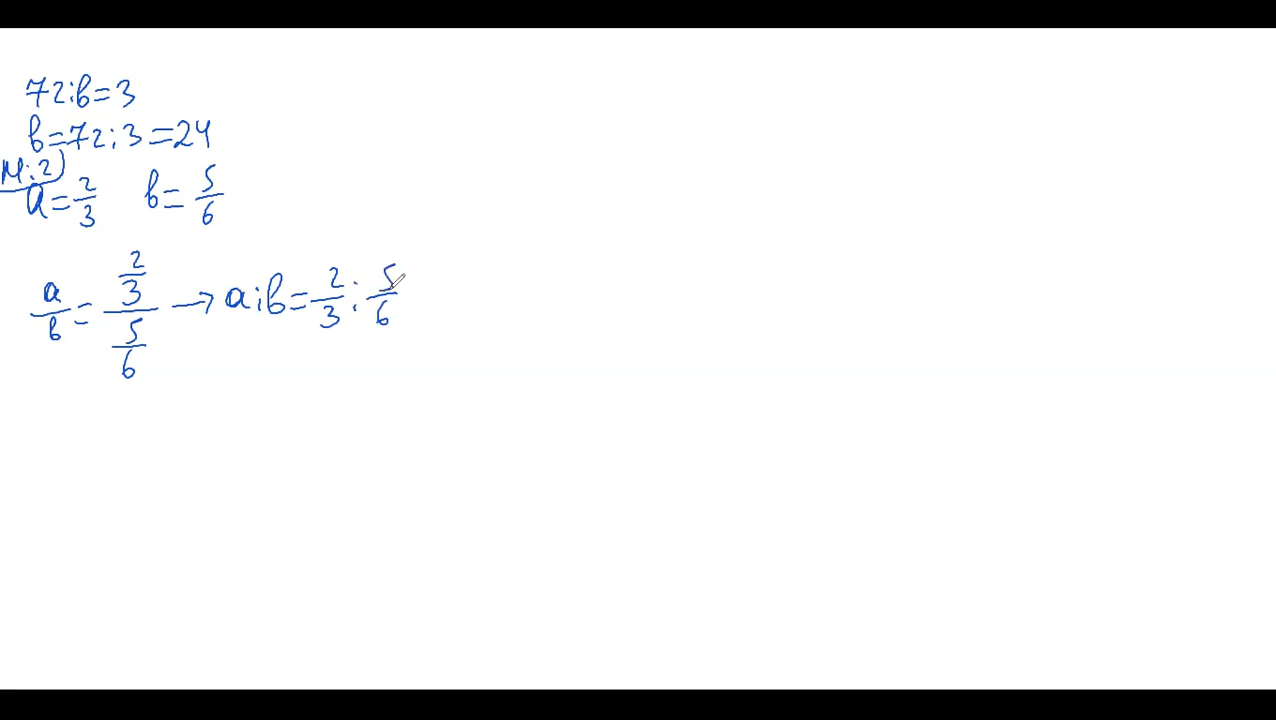 72:в=3
в=72:3=24
М:2)
a=2/3 в=5/6
a/в=(2/3)/(5/6) → a:в=2/3:5/6